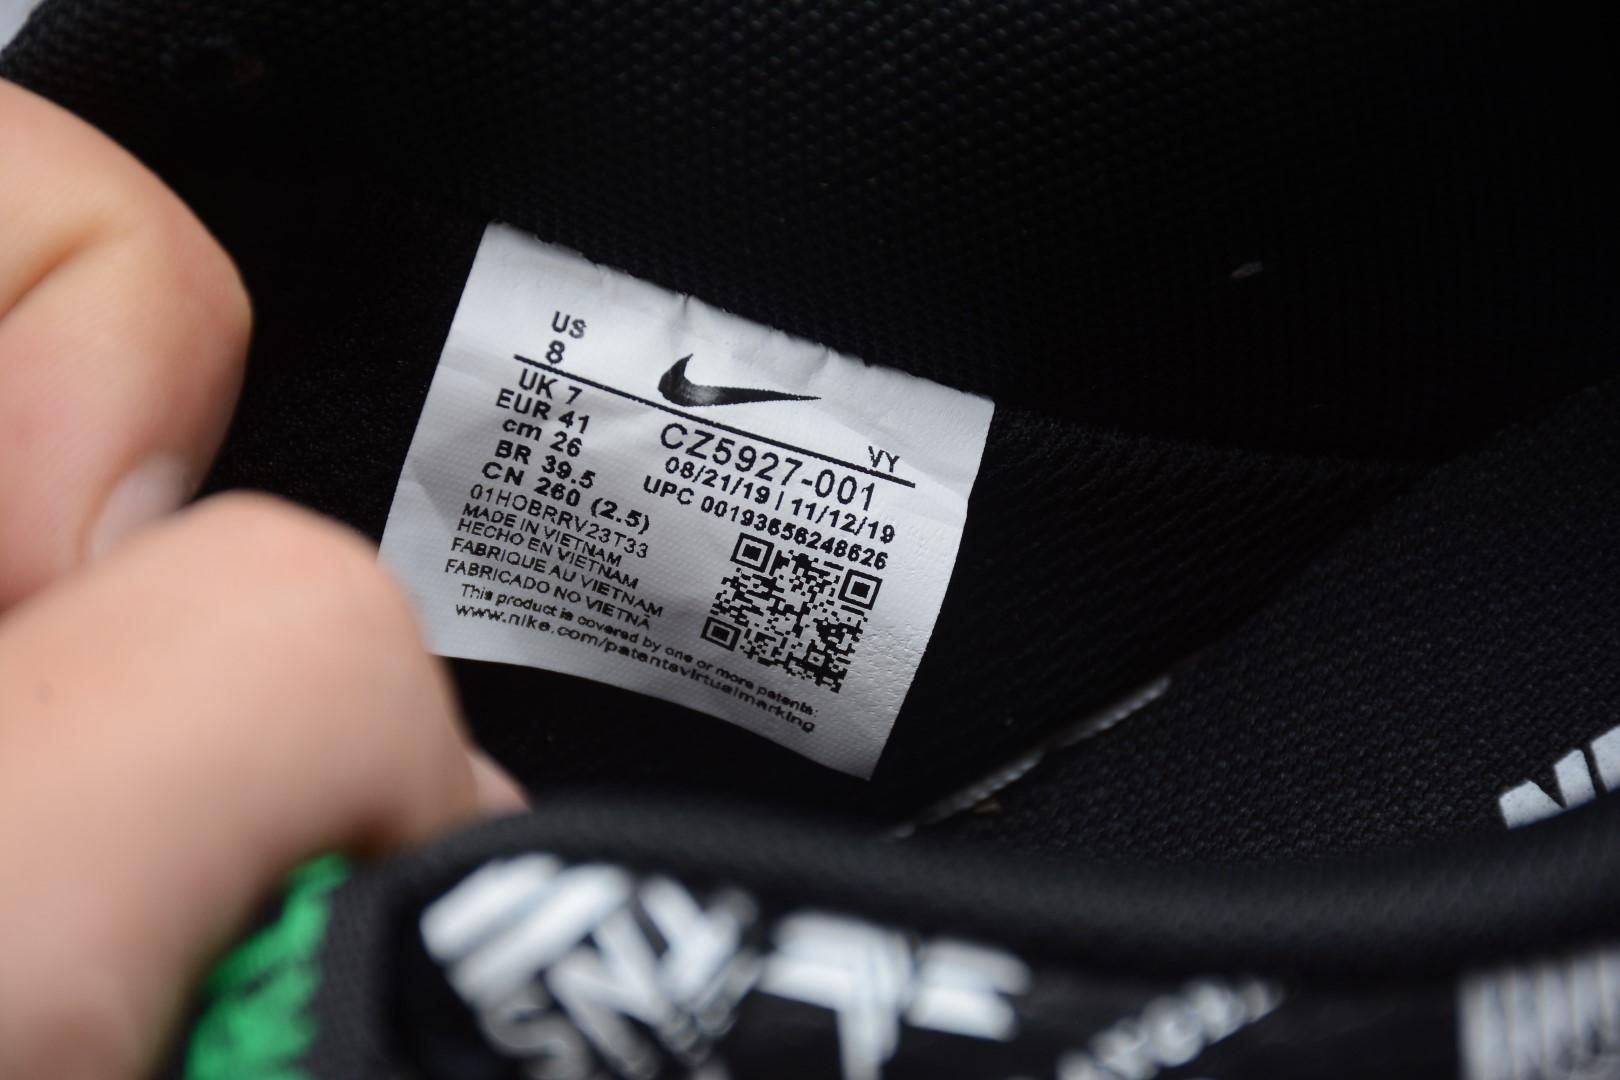 US
8
UK 7
EUR 41
cm 26
BR 39.5
CN 260 (2.5)
VY
CZ5927-001
08/21/19 | 11/12/19
UPC 00193656248626
01HOBRRV23T33
MADE IN VIETNAM
HECHO EN VIETNAM
FABRIQUE AU VIETNAM
FABRICADO NO VIETNA
This product is covered by one or more patents:
www.nike.com/patentsvirtualmarking